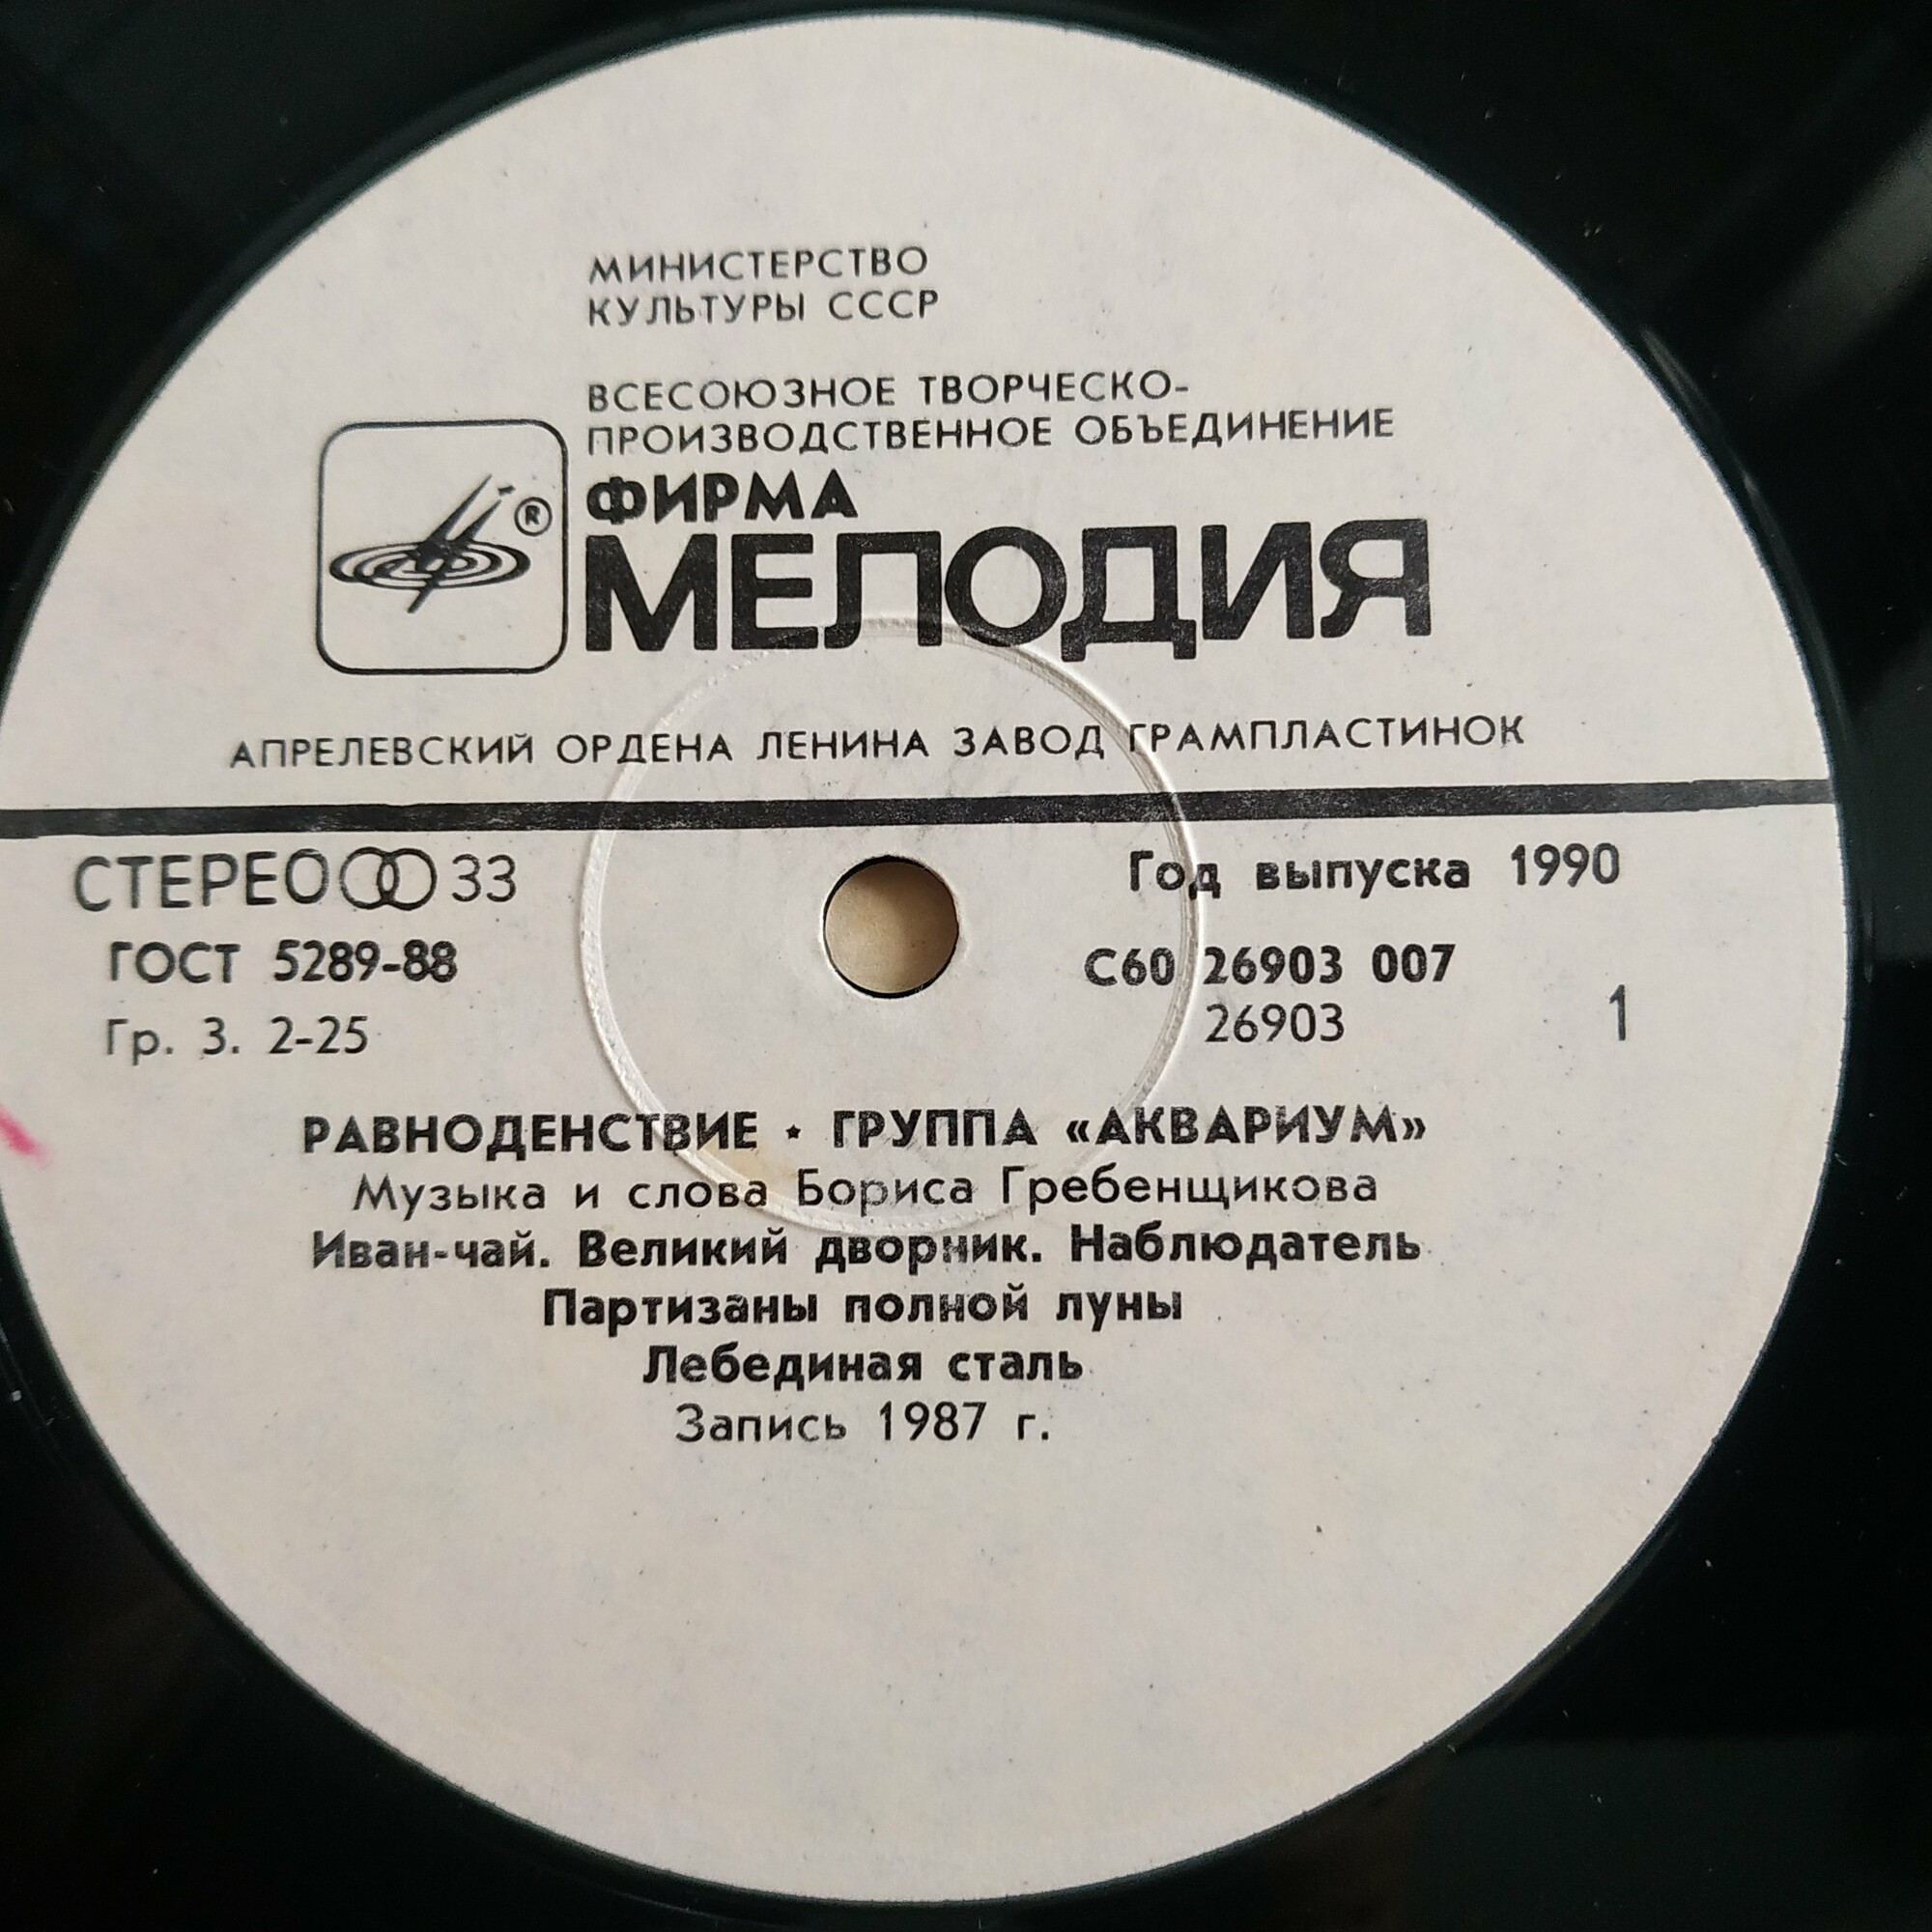 МИНИСТЕРСТВО
КУЛЬТУРЫ СССР
ВСЕСОЮЗНОЕ ТВОРЧЕСКО-
ПРОИЗВОДСТВЕННОЕ ОБЪЕДИНЕНИЕ
ФИРМА
®
МЕЛОДИЯ
АПРЕЛЕВСКИЙ ОРДЕНА ЛЕНИНА ЗАВОД ГРАМПЛАСТИНОК
СТЕРЕО 33
Год выпуска 1990
ГОСТ 5289-88
С60 26903 007
Гр. 3. 2-25
26903
1
РАВНОДЕНСТВИЕ ⋆ ГРУППА «АКВАРИУМ»
Музыка и слова Бориса Гребенщикова
Иван-чай. Великий дворник. Наблюдатель
Партизаны полной луны
Лебединая сталь
Запись 1987 г.